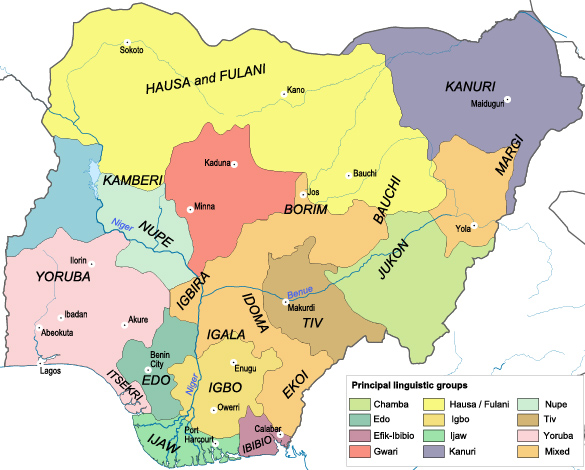 Sokoto
HAUSA and FULANI
Kano
KANURI
Maiduguri
MARGI
Kaduna
KAMBERI
Bauchi
BAUCHI
Jos
BORIM
Minna
Niger
NUPE
Yola
Ilorin
YORUBA
JUKON
IGBIRA
Benue
IDOMA
Makurdi
TIV
Ibadan
Akure
Abeokuta
IGALA
Lagos
Benin
City
EDO
Enugu
ITSEKRI
Niger
IGBO
EKOI
Owerri
IJAW
Port
Harcourt
Calabar
IBIBIO
Principal linguistic groups
Chamba
Edo
Efik-Ibibio
Gwari
Hausa / Fulani
Igbo
Ijaw
Kanuri
Nupe
Tiv
Yoruba
Mixed